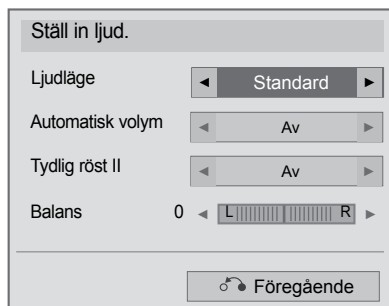 Ställ in ljud.
Ljudläge ◄ Standard ►
Automatisk volym ◄ Av ►
Tydlig röst II ◄ Av ►
Balans 0 ◄ L R ►
Föregående